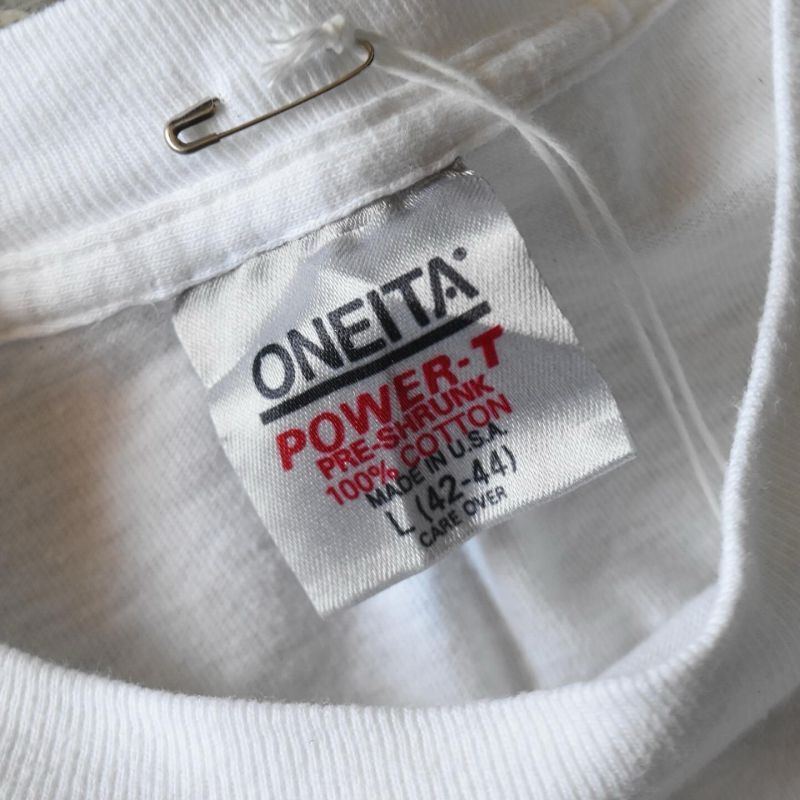 ONEITA®
POWER-T
PRE-SHRUNK
100% COTTON
MADE IN U.S.A.
L (42-44)
CARE OVER